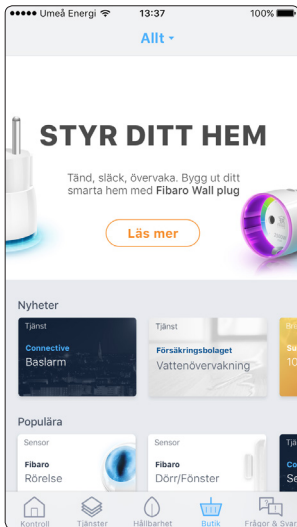 Umeå Energi 13:37 100%
Allt
STYR DITT HEM
Tänd, släck, övervaka. Bygg ut ditt
smarta hem med Fibaro Wall plug
Läs mer
Nyheter
Tjänst
Connective
Baslarm
Tjänst
Försäkringsbolaget
Vattenövervakning
Populära
Sensor
Fibaro
Rörelse
Sensor
Fibaro
Dörr/Fönster
Kontroll Tjänster Hållbarhet Butik Frågor & Svar